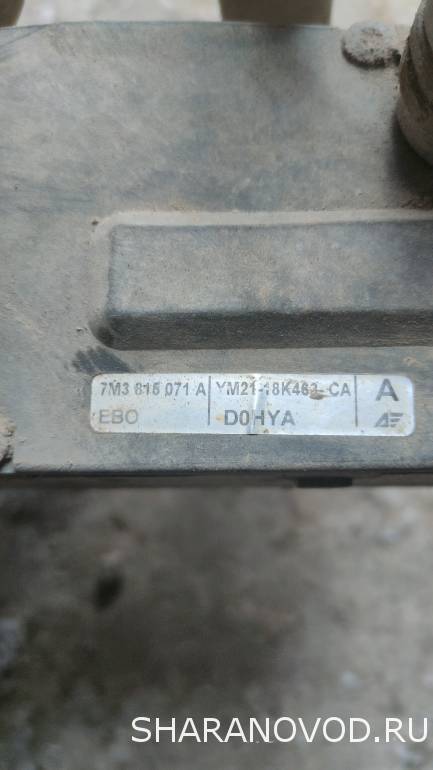 7M3 815 071 A YM21-18K463-CA A
EBO D0HYA
SHARANOVOD.RU